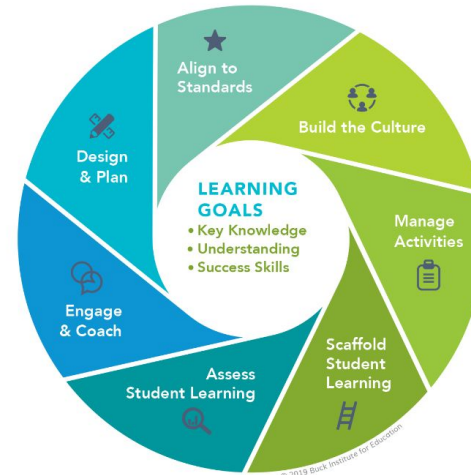 Align to
Standards
Build the Culture
Manage
Activities
Scaffold
Student
Learning
Assess
Student Learning
Engage
& Coach
Design
& Plan
LEARNING
GOALS
• Key Knowledge
• Understanding
• Success Skills
© 2019 Buck Institute for Education